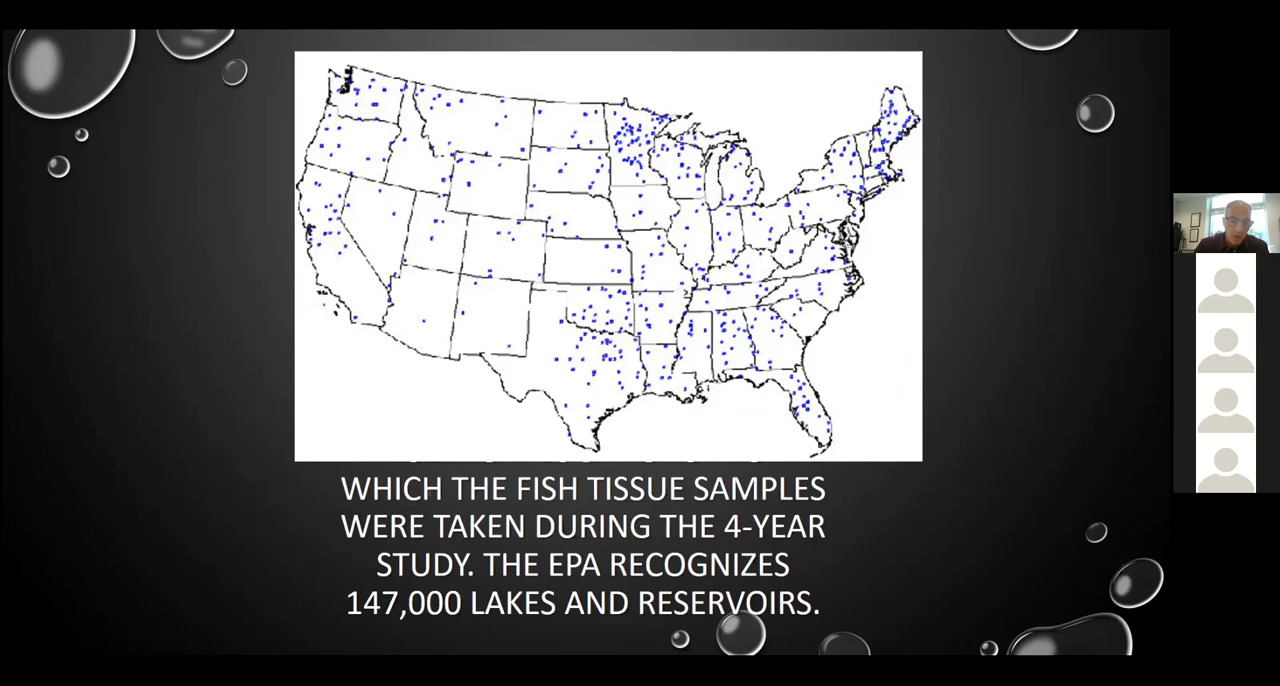 WHICH THE FISH TISSUE SAMPLES
WERE TAKEN DURING THE 4-YEAR
STUDY. THE EPA RECOGNIZES
147,000 LAKES AND RESERVOIRS.